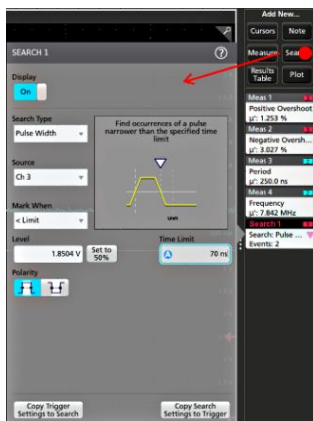 Add New...
Cursors
Note
Measure
Sear
Results
Table
Plot
SEARCH 1
Display
On
Search Type
Pulse Width
Source
Ch 3
Mark When
< Limit
Find occurrences of a pulse
narrower than the specified time
limit
Limit
Level
1.8504 V
Set to
50%
Time Limit
70 ns
Polarity
Copy Trigger
Settings to Search
Copy Search
Settings to Trigger
Meas 1
Positive Overshoot
μ': 1.253 %
Meas 2
Negative Oversh...
μ': 3.027 %
Meas 3
Period
μ': 250.0 ns
Meas 4
Frequency
μ': 7.842 MHz
Search 1
Search: Pulse ...
Events: 2